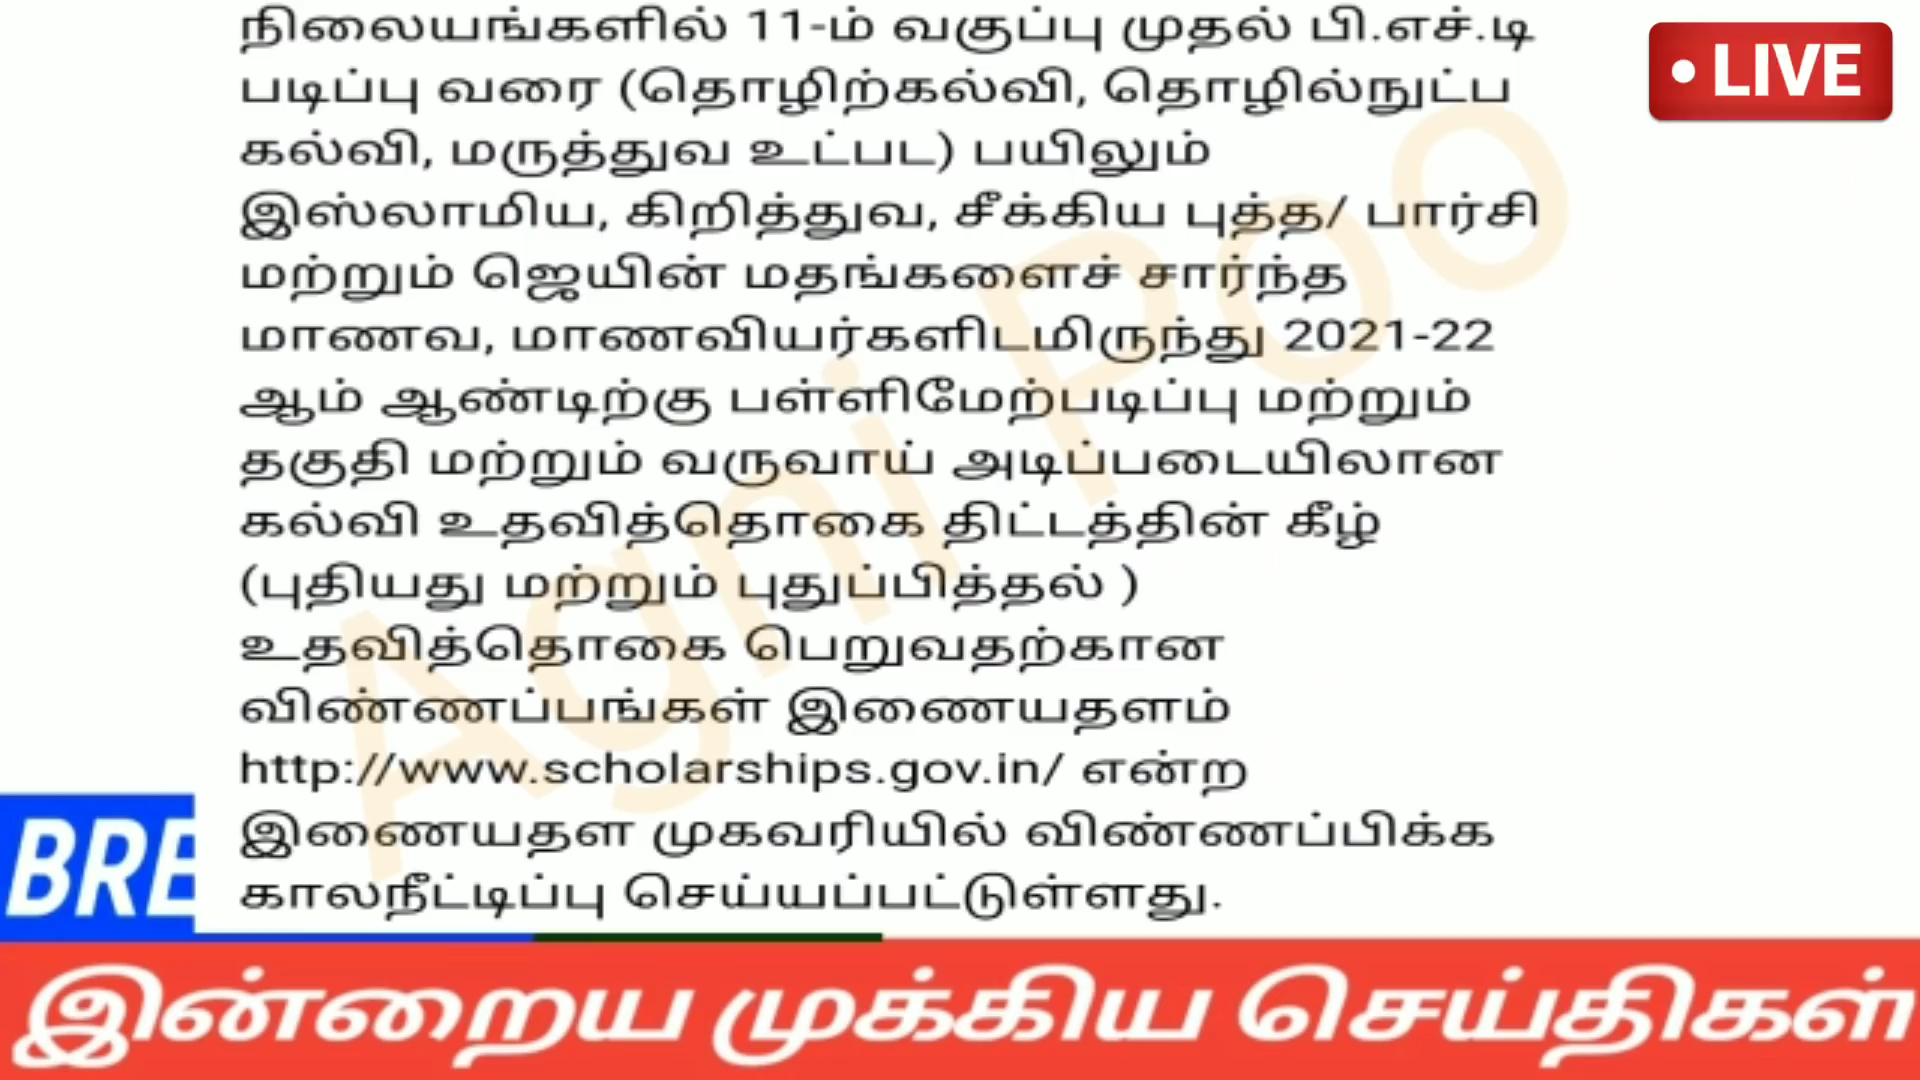 நிலையங்களில் 11-ம் வகுப்பு முதல் பி.எச்.டி
படிப்பு வரை (தொழிற்கல்வி, தொழில்நுட்ப
கல்வி, மருத்துவ உட்பட) பயிலும்
இஸ்லாமிய, கிறித்துவ, சீக்கிய புத்த/ பார்சி
மற்றும் ஜெயின் மதங்களைச் சார்ந்த
மாணவ, மாணவியர்களிடமிருந்து 2021-22
ஆம் ஆண்டிற்கு பள்ளிமேற்படிப்பு மற்றும்
தகுதி மற்றும் வருவாய் அடிப்படையிலான
கல்வி உதவித்தொகை திட்டத்தின் கீழ்
(புதியது மற்றும் புதுப்பித்தல் )
உதவித்தொகை பெறுவதற்கான
விண்ணப்பங்கள் இணையதளம்
http://www.scholarships.gov.in/ என்ற
இணையதள முகவரியில் விண்ணப்பிக்க
காலநீட்டிப்பு செய்யப்பட்டுள்ளது.
• LIVE
Agni Poo
BRE
இன்றைய முக்கிய செய்திகள்